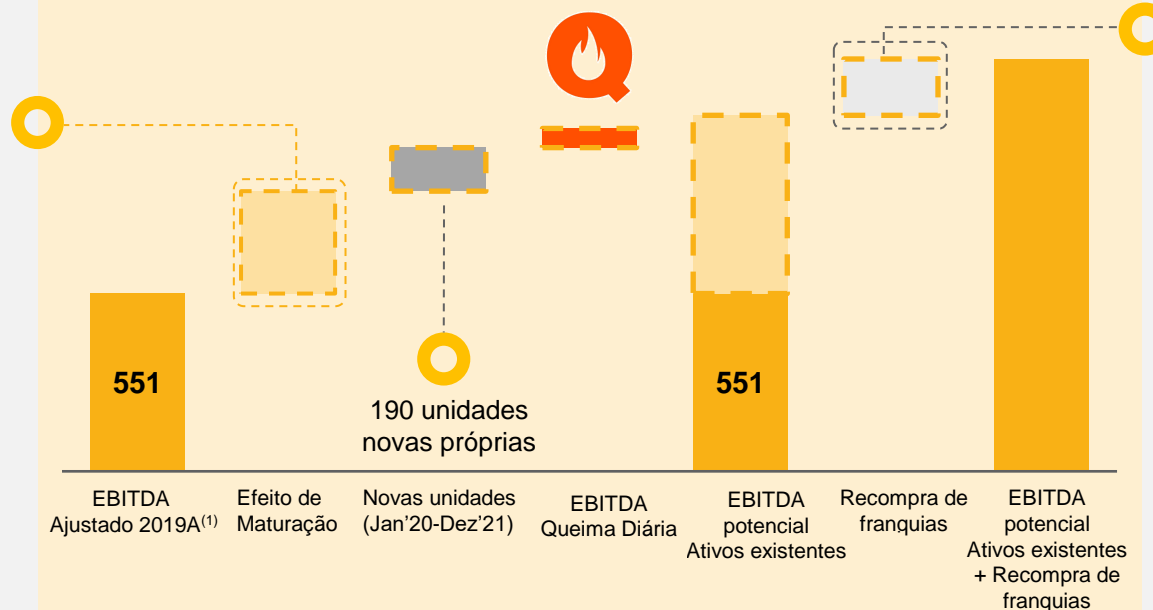 551
190 unidades
novas próprias
551
EBITDA
Ajustado 2019A(1)
Efeito de
Maturação
Novas unidades
(Jan’20-Dez’21)
EBITDA
Queima Diária
EBITDA
potencial
Ativos existentes
Recompra de
franquias
EBITDA
potencial
Ativos existentes
+ Recompra de
franquias